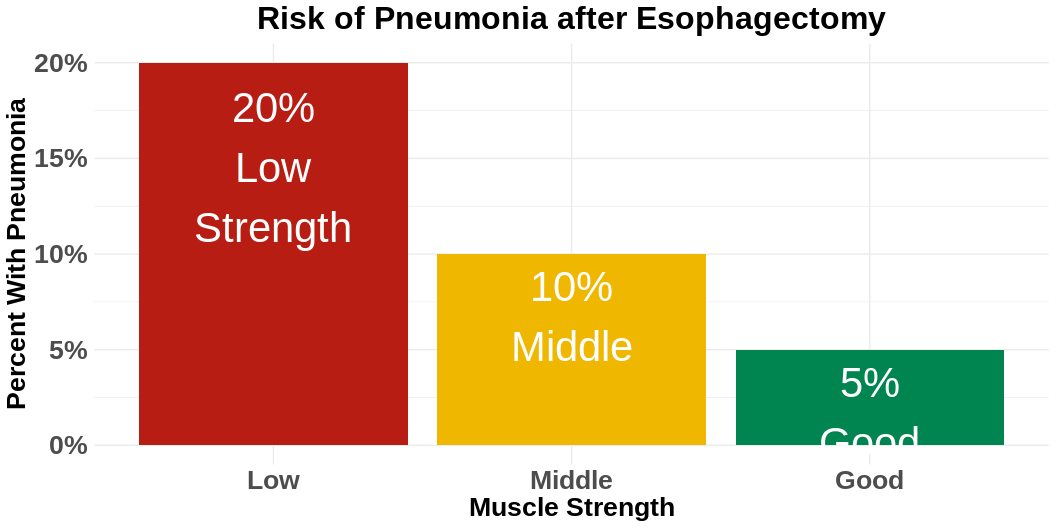 Risk of Pneumonia after Esophagectomy
Percent With Pneumonia
20%
15%
10%
5%
0%
20%
Low
Strength
10%
Middle
5%
Good
Low
Middle
Good
Muscle Strength